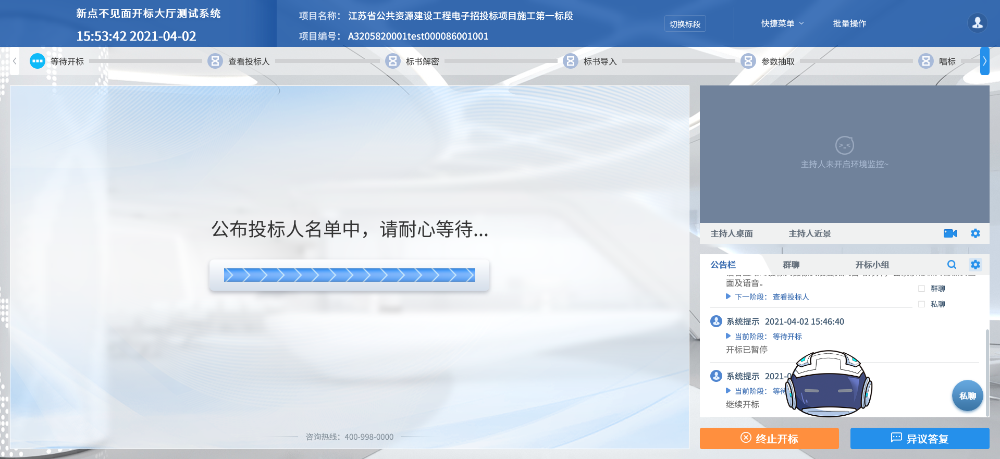 新点不见面开标大厅测试系统
15:53:42 2021-04-02
项目名称： 江苏省公共资源建设工程电子招投标项目施工第一标段
项目编号： A3205820001test000086001001
切换标段
快捷菜单
批量操作
等待开标
查看投标人
标书解密
标书导入
参数抽取
唱标
公布投标人名单中，请耐心等待...
咨询热线：400-998-0000
>_<
主持人未开启环境监控~
主持人桌面
主持人近景
公告栏
群聊
开标小组
面及语音。
下一阶段： 查看投标人
群聊
私聊
系统提示 2021-04-02 15:46:40
当前阶段： 等待开标
开标已暂停
系统提示 2021-0
当前阶段： 等待
继续开标
私聊
终止开标
异议答复